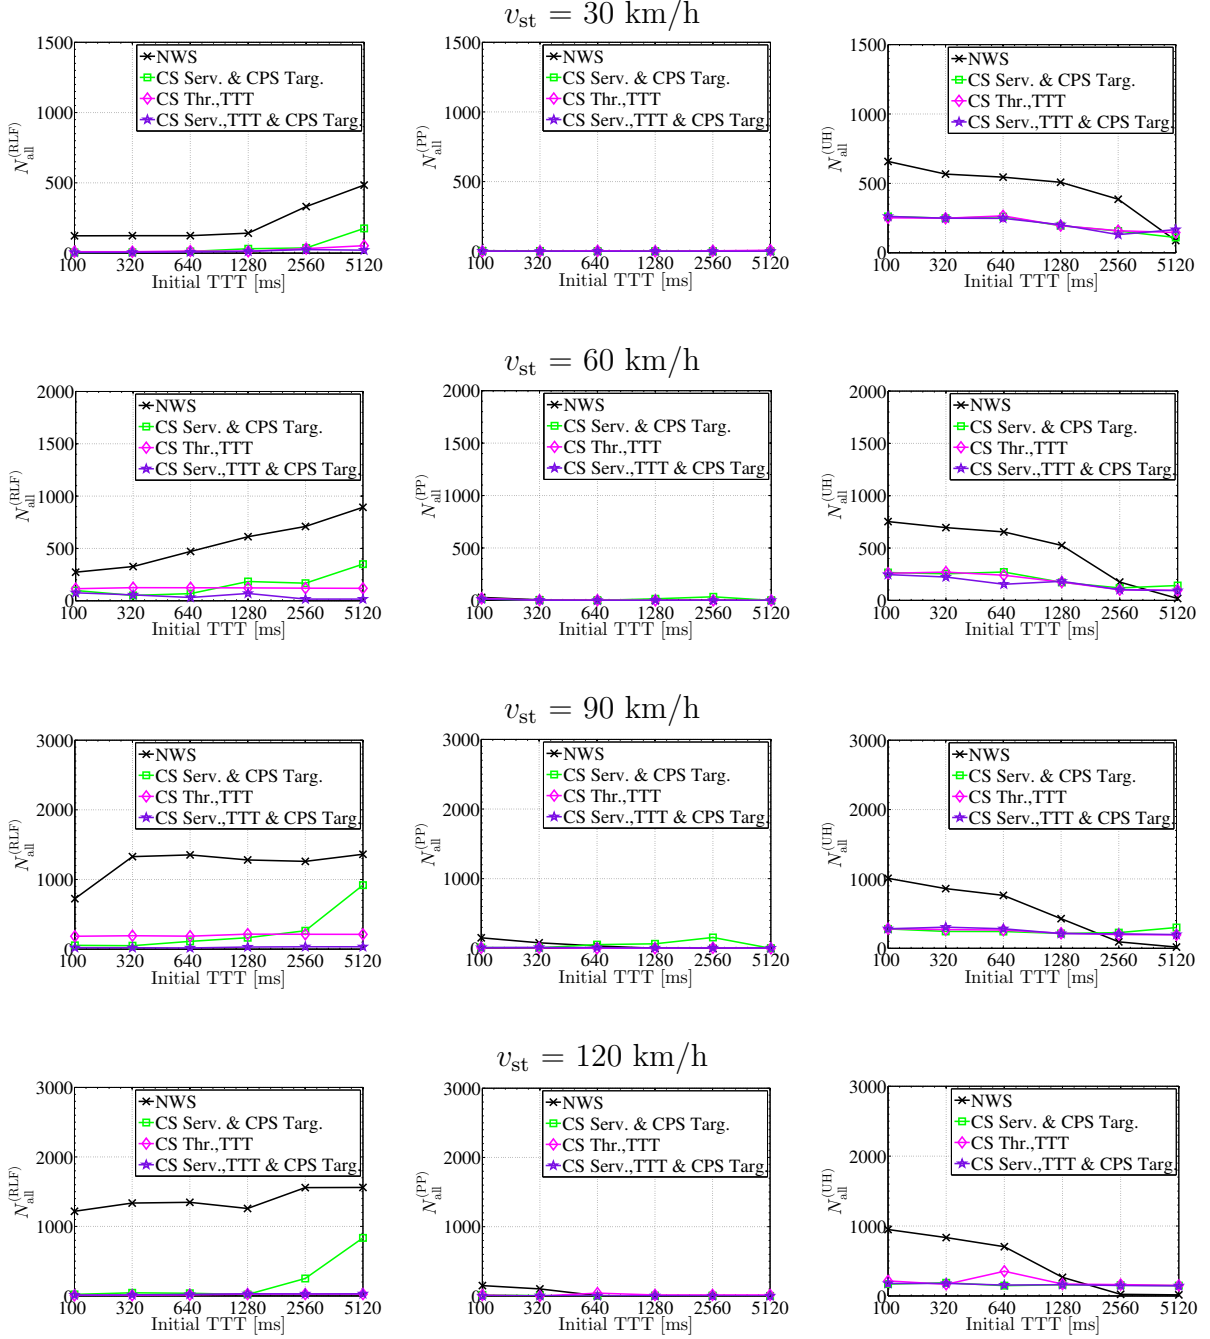 v_st = 30 km/h
1500
1000
500
0
N_all^(RLF)
NWS
CS Serv. & CPS Targ.
CS Thr.,TTT
CS Serv.,TTT & CPS Targ.
100 320 640 1280 2560 5120
Initial TTT [ms]
1500
1000
500
0
N_all^(PP)
NWS
CS Serv. & CPS Targ.
CS Thr.,TTT
CS Serv.,TTT & CPS Targ.
100 320 640 1280 2560 5120
Initial TTT [ms]
1500
1000
500
0
N_all^(UH)
NWS
CS Serv. & CPS Targ.
CS Thr.,TTT
CS Serv.,TTT & CPS Targ.
100 320 640 1280 2560 5120
Initial TTT [ms]
v_st = 60 km/h
2000
1500
1000
500
0
N_all^(RLF)
NWS
CS Serv. & CPS Targ.
CS Thr.,TTT
CS Serv.,TTT & CPS Targ.
100 320 640 1280 2560 5120
Initial TTT [ms]
2000
1500
1000
500
0
N_all^(PP)
NWS
CS Serv. & CPS Targ.
CS Thr.,TTT
CS Serv.,TTT & CPS Targ.
100 320 640 1280 2560 5120
Initial TTT [ms]
2000
1500
1000
500
0
N_all^(UH)
NWS
CS Serv. & CPS Targ.
CS Thr.,TTT
CS Serv.,TTT & CPS Targ.
100 320 640 1280 2560 5120
Initial TTT [ms]
v_st = 90 km/h
3000
2000
1000
0
N_all^(RLF)
NWS
CS Serv. & CPS Targ.
CS Thr.,TTT
CS Serv.,TTT & CPS Targ.
100 320 640 1280 2560 5120
Initial TTT [ms]
3000
2000
1000
0
N_all^(PP)
NWS
CS Serv. & CPS Targ.
CS Thr.,TTT
CS Serv.,TTT & CPS Targ.
100 320 640 1280 2560 5120
Initial TTT [ms]
3000
2000
1000
0
N_all^(UH)
NWS
CS Serv. & CPS Targ.
CS Thr.,TTT
CS Serv.,TTT & CPS Targ.
100 320 640 1280 2560 5120
Initial TTT [ms]
v_st = 120 km/h
3000
2000
1000
0
N_all^(RLF)
NWS
CS Serv. & CPS Targ.
CS Thr.,TTT
CS Serv.,TTT & CPS Targ.
100 320 640 1280 2560 5120
Initial TTT [ms]
3000
2000
1000
0
N_all^(PP)
NWS
CS Serv. & CPS Targ.
CS Thr.,TTT
CS Serv.,TTT & CPS Targ.
100 320 640 1280 2560 5120
Initial TTT [ms]
3000
2000
1000
0
N_all^(UH)
NWS
CS Serv. & CPS Targ.
CS Thr.,TTT
CS Serv.,TTT & CPS Targ.
100 320 640 1280 2560 5120
Initial TTT [ms]